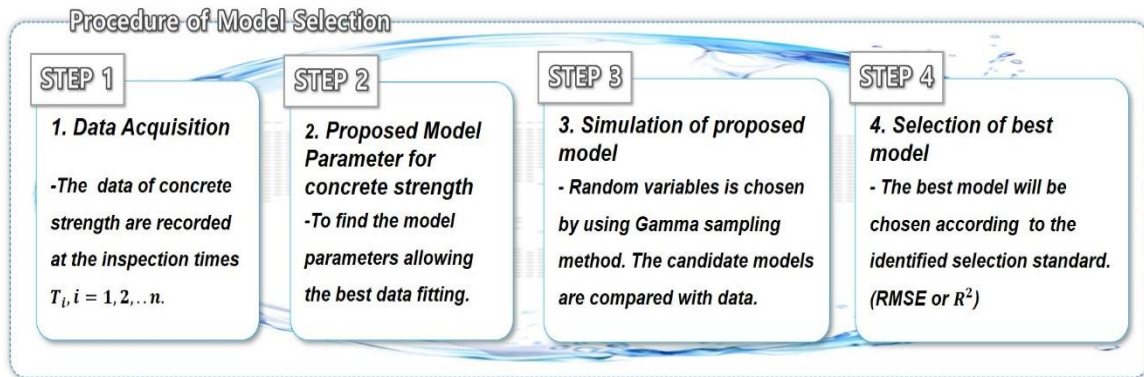 Procedure of Model Selection
STEP 1
1. Data Acquisition
-The data of concrete
strength are recorded
at the inspection times
T_i, i = 1, 2, . . n.
STEP 2
2. Proposed Model
Parameter for
concrete strength
-To find the model
parameters allowing
the best data fitting.
STEP 3
3. Simulation of proposed
model
- Random variables is chosen
by using Gamma sampling
method. The candidate models
are compared with data.
STEP 4
4. Selection of best
model
- The best model will be
chosen according to the
identified selection standard.
(RMSE or R²)